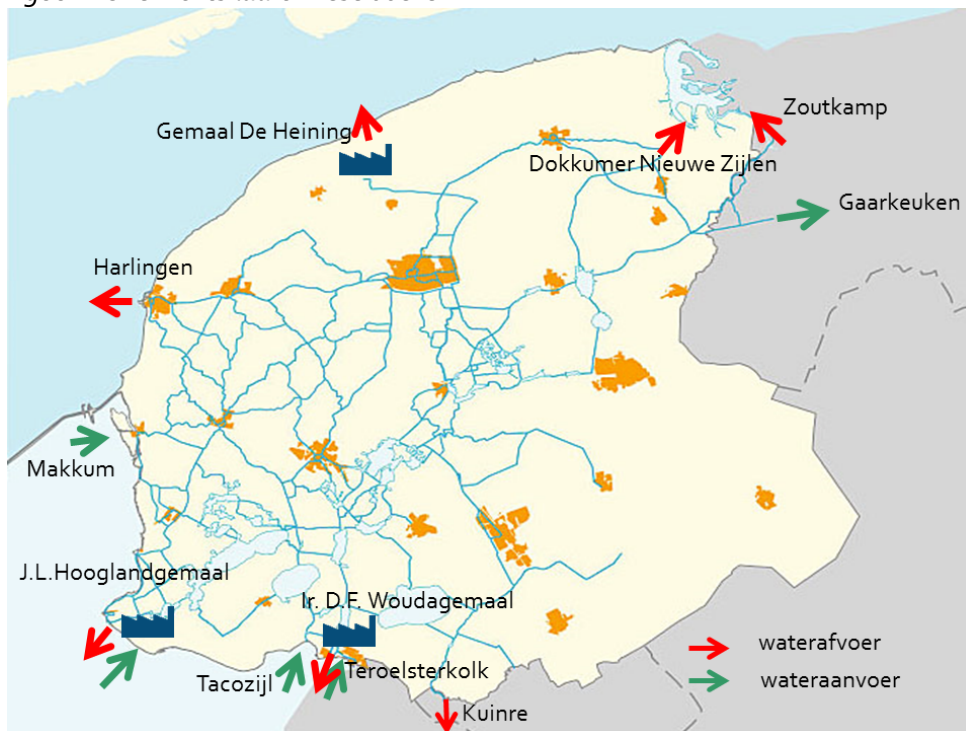 Zoutkamp
Gemaal De Heining
Dokkumer Nieuwe Zijlen
Gaarkeuken
Harlingen
Makkum
J.L.Hooglandgemaal
Ir. D.F. Woudagemaal
waterafvoer
Teroelsterkolk
Tacozijl
wateraanvoer
Kuinre